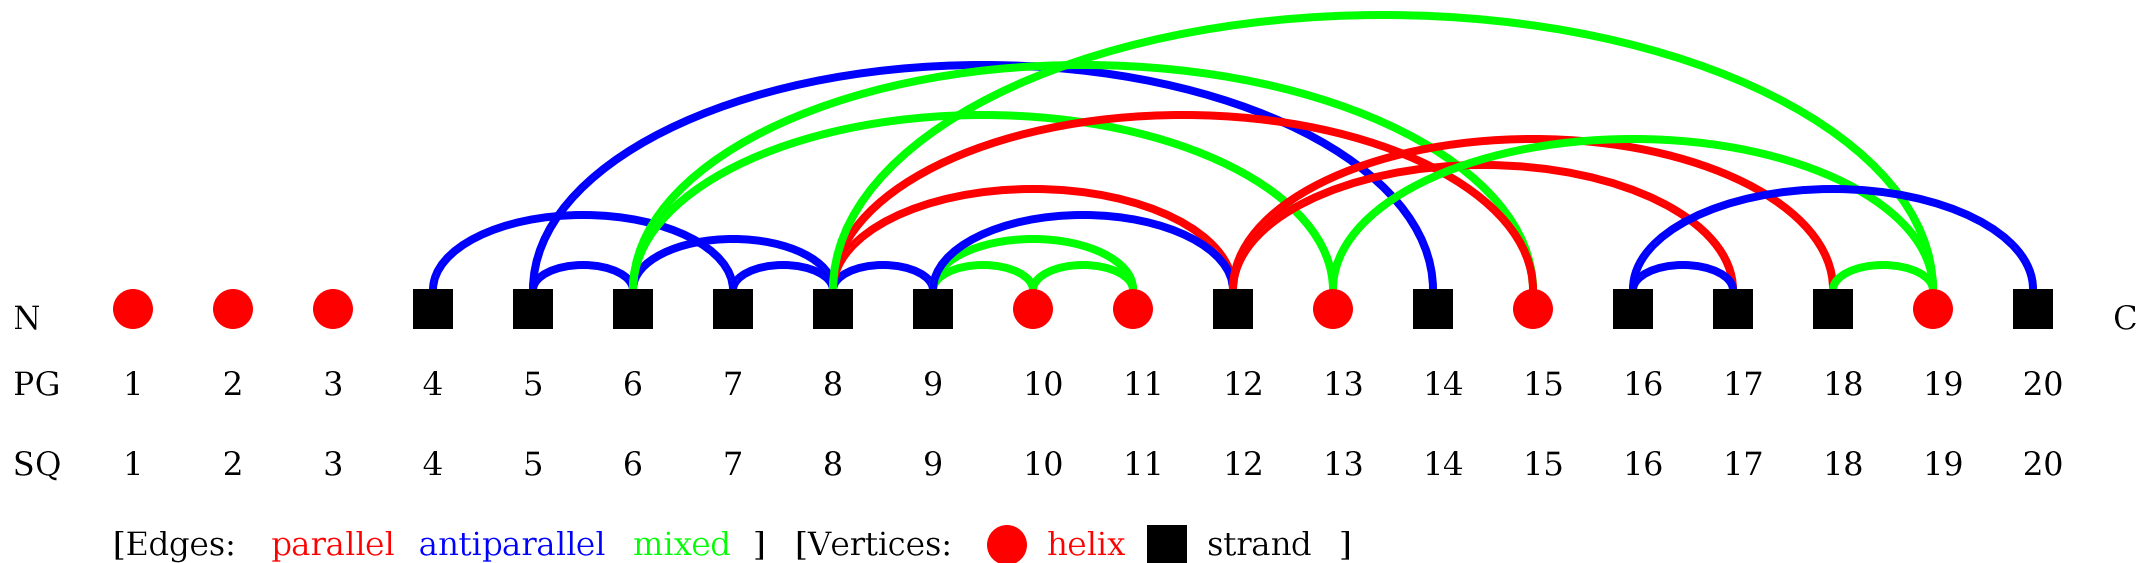 N C
PG 1 2 3 4 5 6 7 8 9 10 11 12 13 14 15 16 17 18 19 20
SQ 1 2 3 4 5 6 7 8 9 10 11 12 13 14 15 16 17 18 19 20
[Edges: parallel antiparallel mixed ] [Vertices: helix strand ]